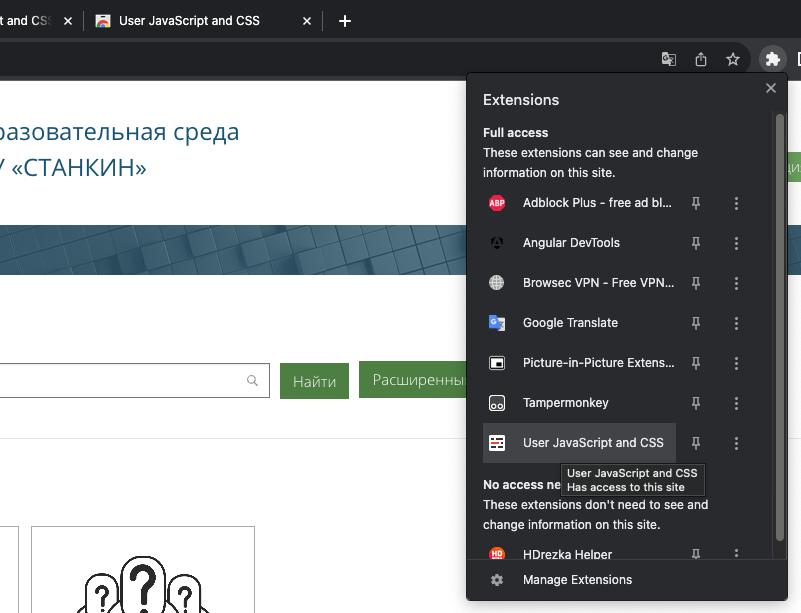 t and CSS
User JavaScript and CSS
разовательная среда
У «СТАНКИН»
Найти
Расширенны
Extensions
Full access
These extensions can see and change
information on this site.
ABP Adblock Plus - free ad bl...
Angular DevTools
Browsec VPN - Free VPN...
Google Translate
Picture-in-Picture Extens...
Tampermonkey
User JavaScript and CSS
User JavaScript and CSS
Has access to this site
No access ne
These extensions don't need to see and
change information on this site.
HD HDrezka Helper
Manage Extensions